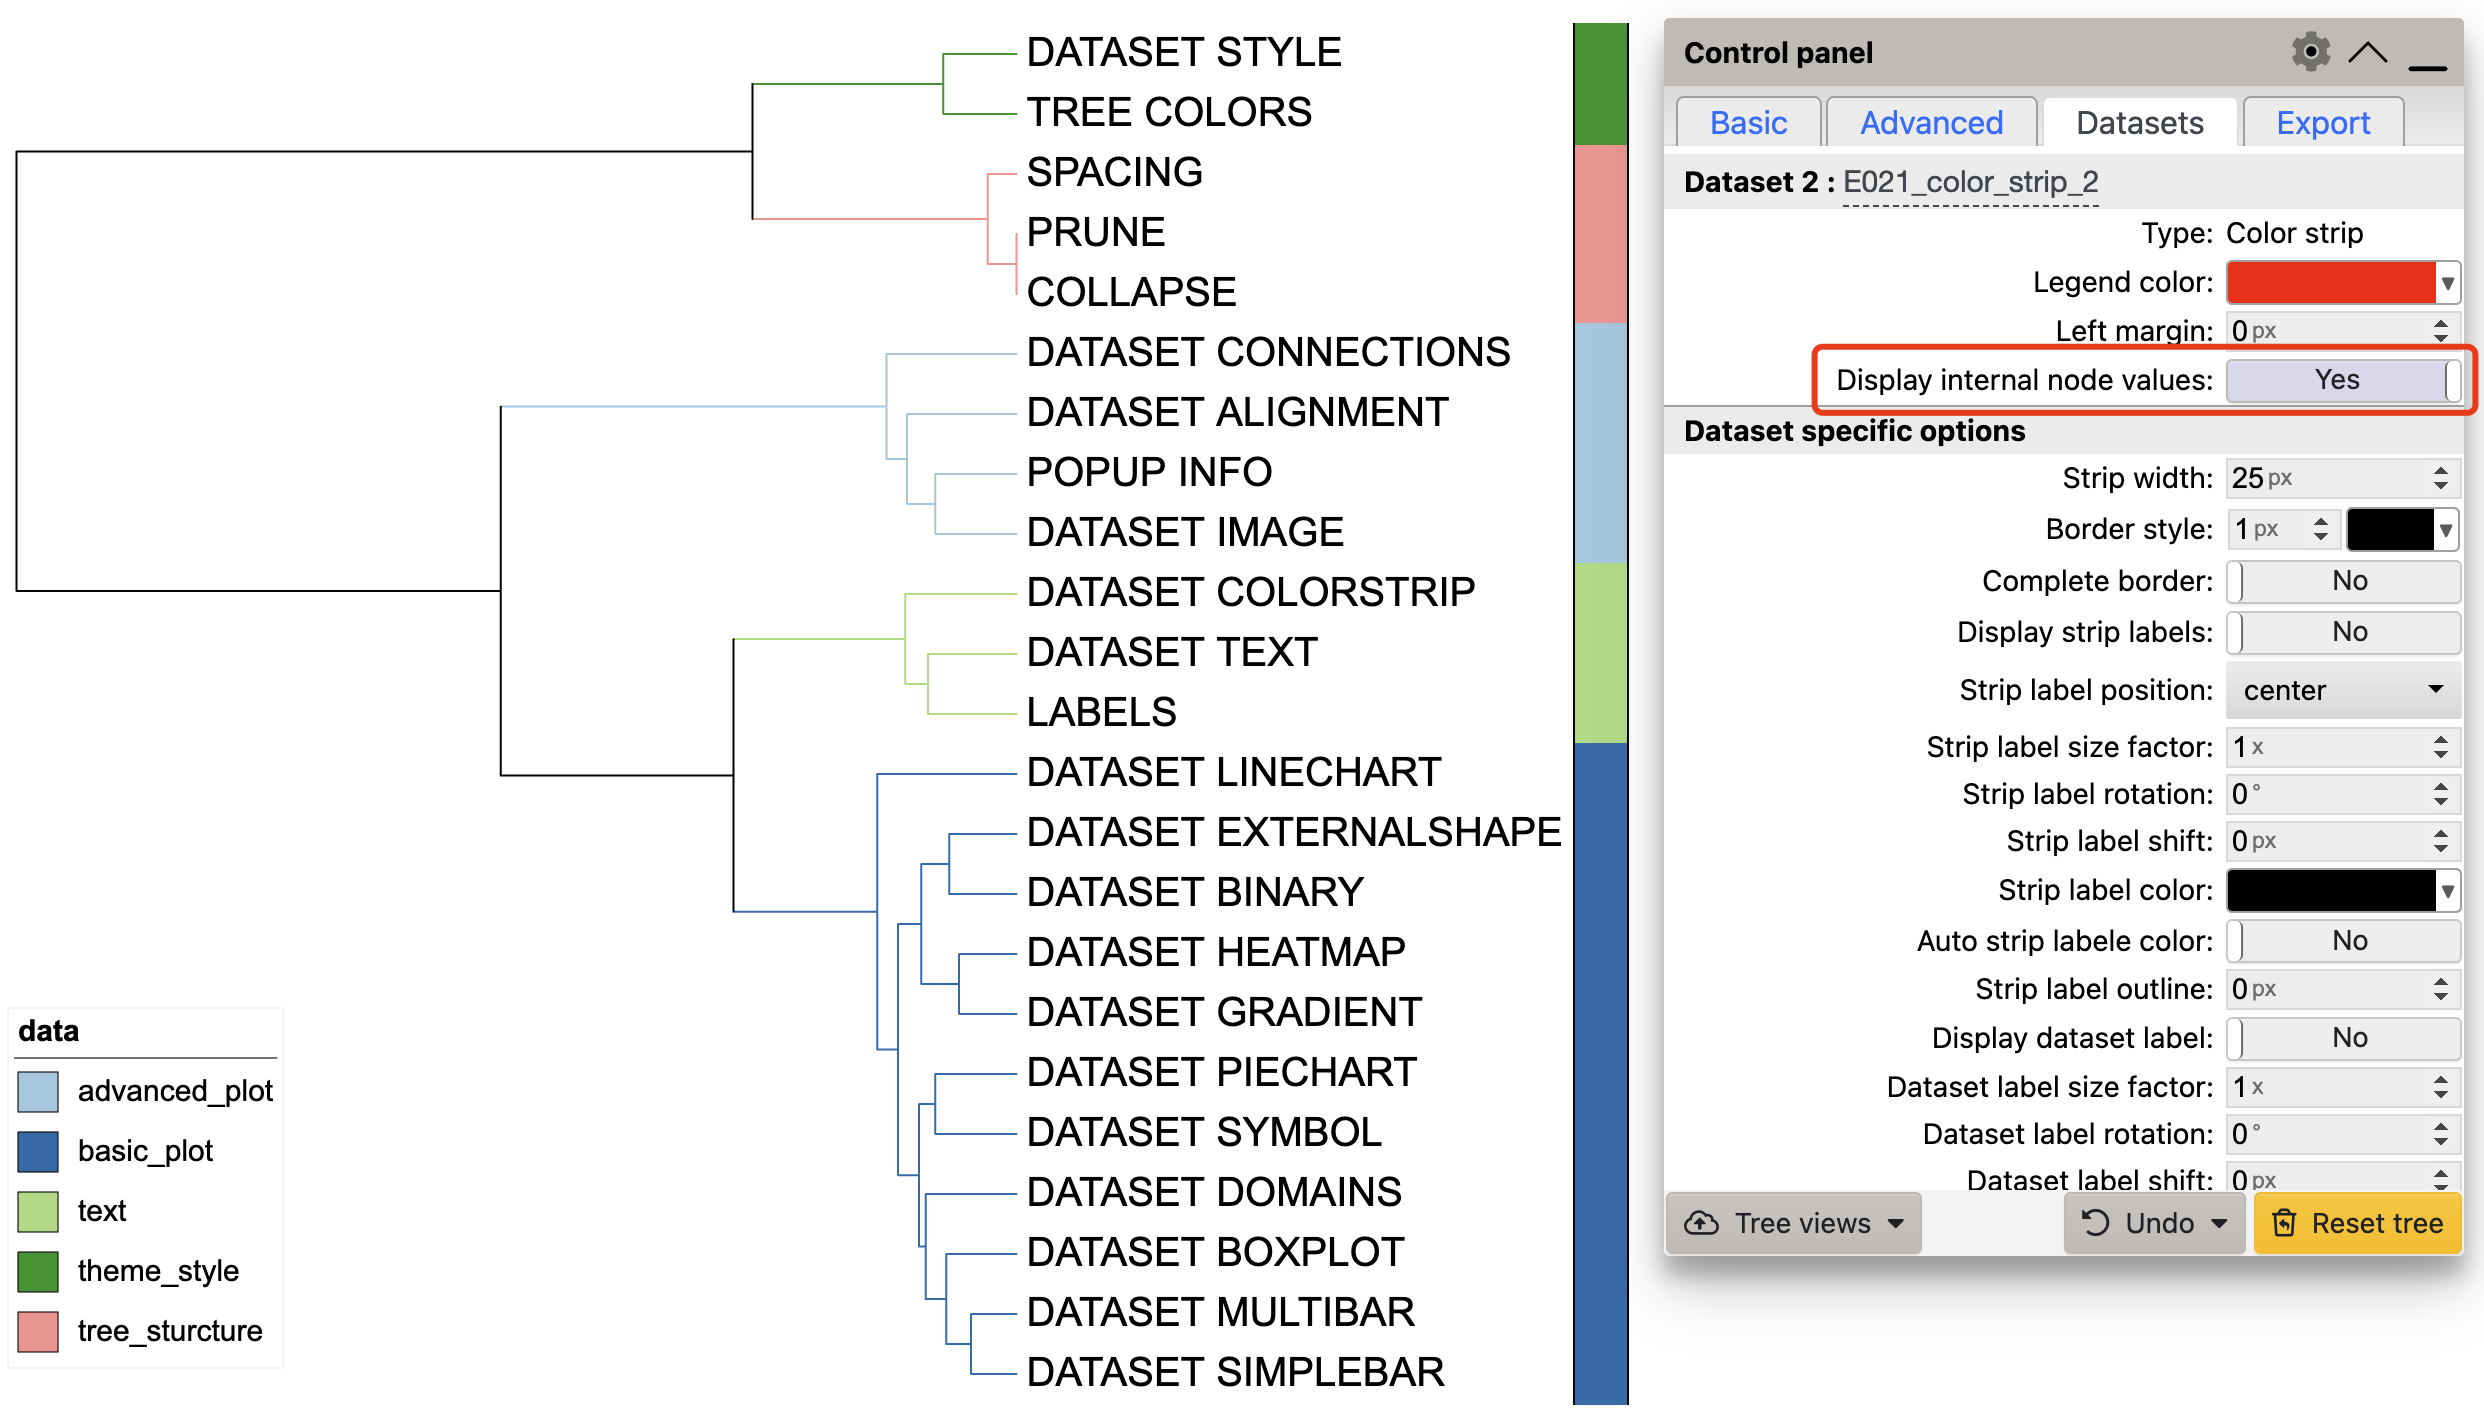 DATASET STYLE
TREE COLORS
SPACING
PRUNE
COLLAPSE
DATASET CONNECTIONS
DATASET ALIGNMENT
POPUP INFO
DATASET IMAGE
DATASET COLORSTRIP
DATASET TEXT
LABELS
DATASET LINECHART
DATASET EXTERNALSHAPE
DATASET BINARY
DATASET HEATMAP
DATASET GRADIENT
DATASET PIECHART
DATASET SYMBOL
DATASET DOMAINS
DATASET BOXPLOT
DATASET MULTIBAR
DATASET SIMPLEBAR
data
advanced_plot
basic_plot
text
theme_style
tree_sturcture
Control panel
Basic Advanced Datasets Export
Dataset 2 : E021_color_strip_2
Type: Color strip
Legend color:
Left margin: 0 px
Display internal node values: Yes
Dataset specific options
Strip width: 25 px
Border style: 1 px
Complete border: No
Display strip labels: No
Strip label position: center
Strip label size factor: 1 x
Strip label rotation: 0 °
Strip label shift: 0 px
Strip label color:
Auto strip labele color: No
Strip label outline: 0 px
Display dataset label: No
Dataset label size factor: 1 x
Dataset label rotation: 0 °
Dataset label shift: 0 px
Tree views Undo Reset tree